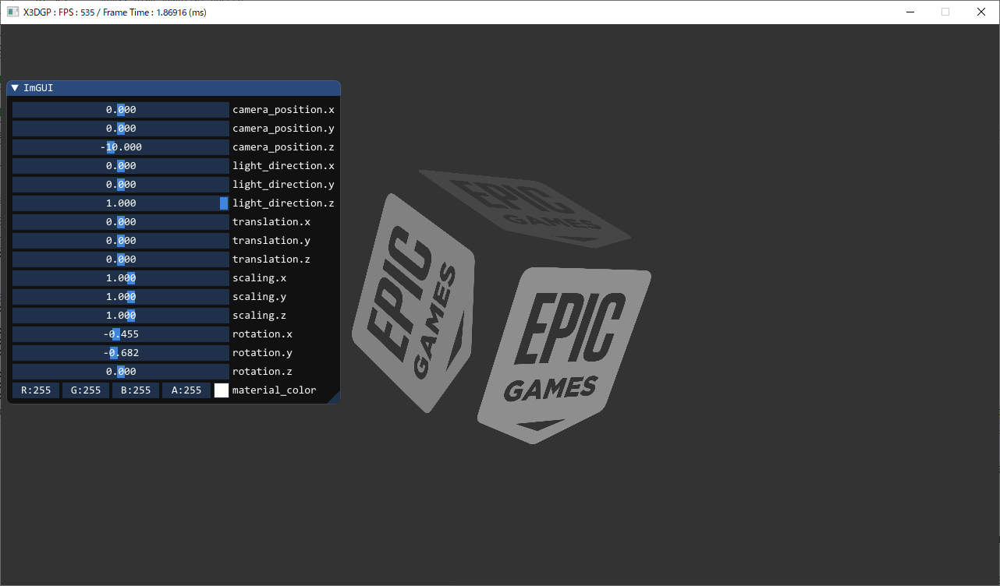 X3DGP : FPS : 535 / Frame Time : 1.86916 (ms)
ImGUI
0.000 camera_position.x
0.000 camera_position.y
-10.000 camera_position.z
0.000 light_direction.x
0.000 light_direction.y
1.000 light_direction.z
0.000 translation.x
0.000 translation.y
0.000 translation.z
1.000 scaling.x
1.000 scaling.y
1.000 scaling.z
-0.455 rotation.x
-0.682 rotation.y
0.000 rotation.z
R:255 G:255 B:255 A:255 material_color
EPIC
GAMES
EPIC
GAMES
EPIC
GAMES